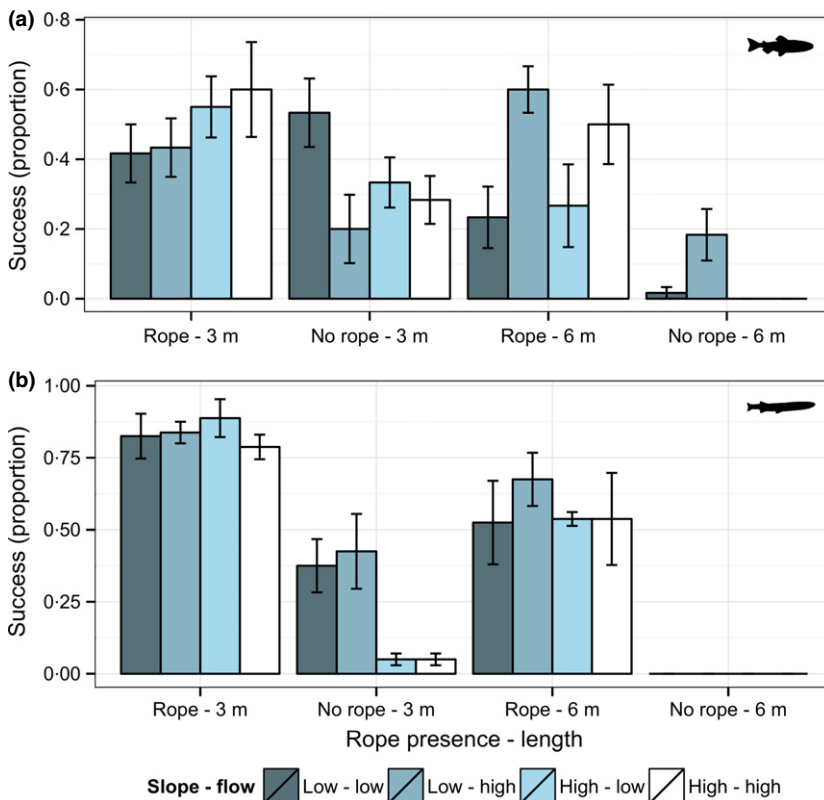 (a)
Success (proportion)
0·8
0·6
0·4
0·2
0·0
Rope - 3 m No rope - 3 m Rope - 6 m No rope - 6 m
(b)
Success (proportion)
1·00
0·75
0·50
0·25
0·00
Rope - 3 m No rope - 3 m Rope - 6 m No rope - 6 m
Rope presence - length
Slope - flow Low - low Low - high High - low High - high